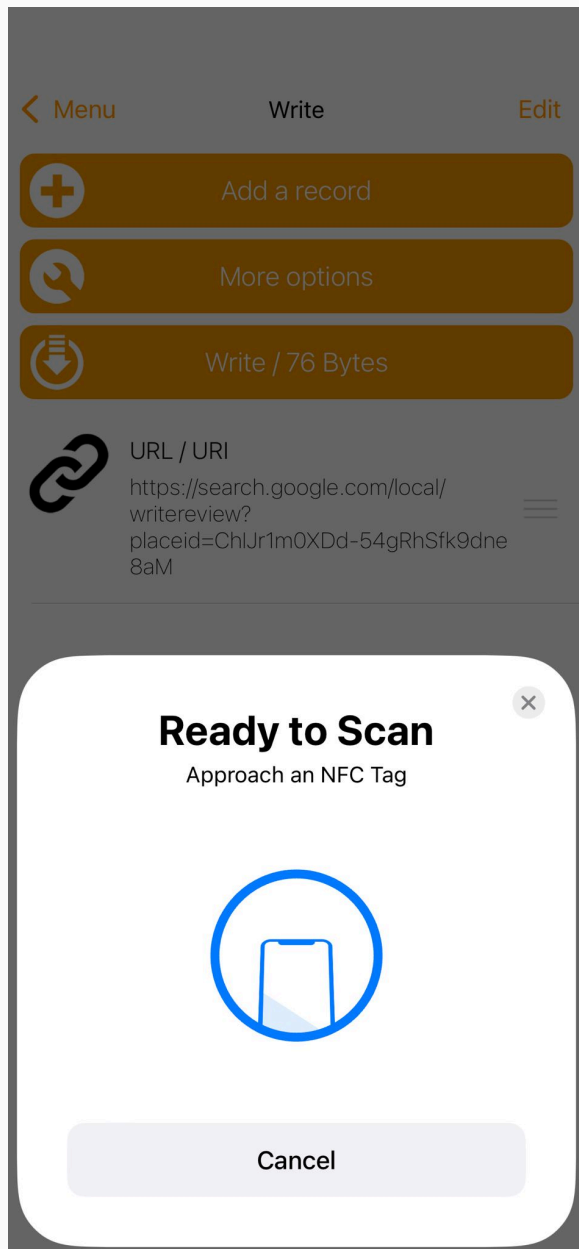 Menu
Write
Edit
Add a record
More options
Write / 76 Bytes
URL / URI
https://search.google.com/local/
writereview?
placeid=ChIJr1m0XDd-54gRhSfk9dne
8aM
Ready to Scan
Approach an NFC Tag
Cancel